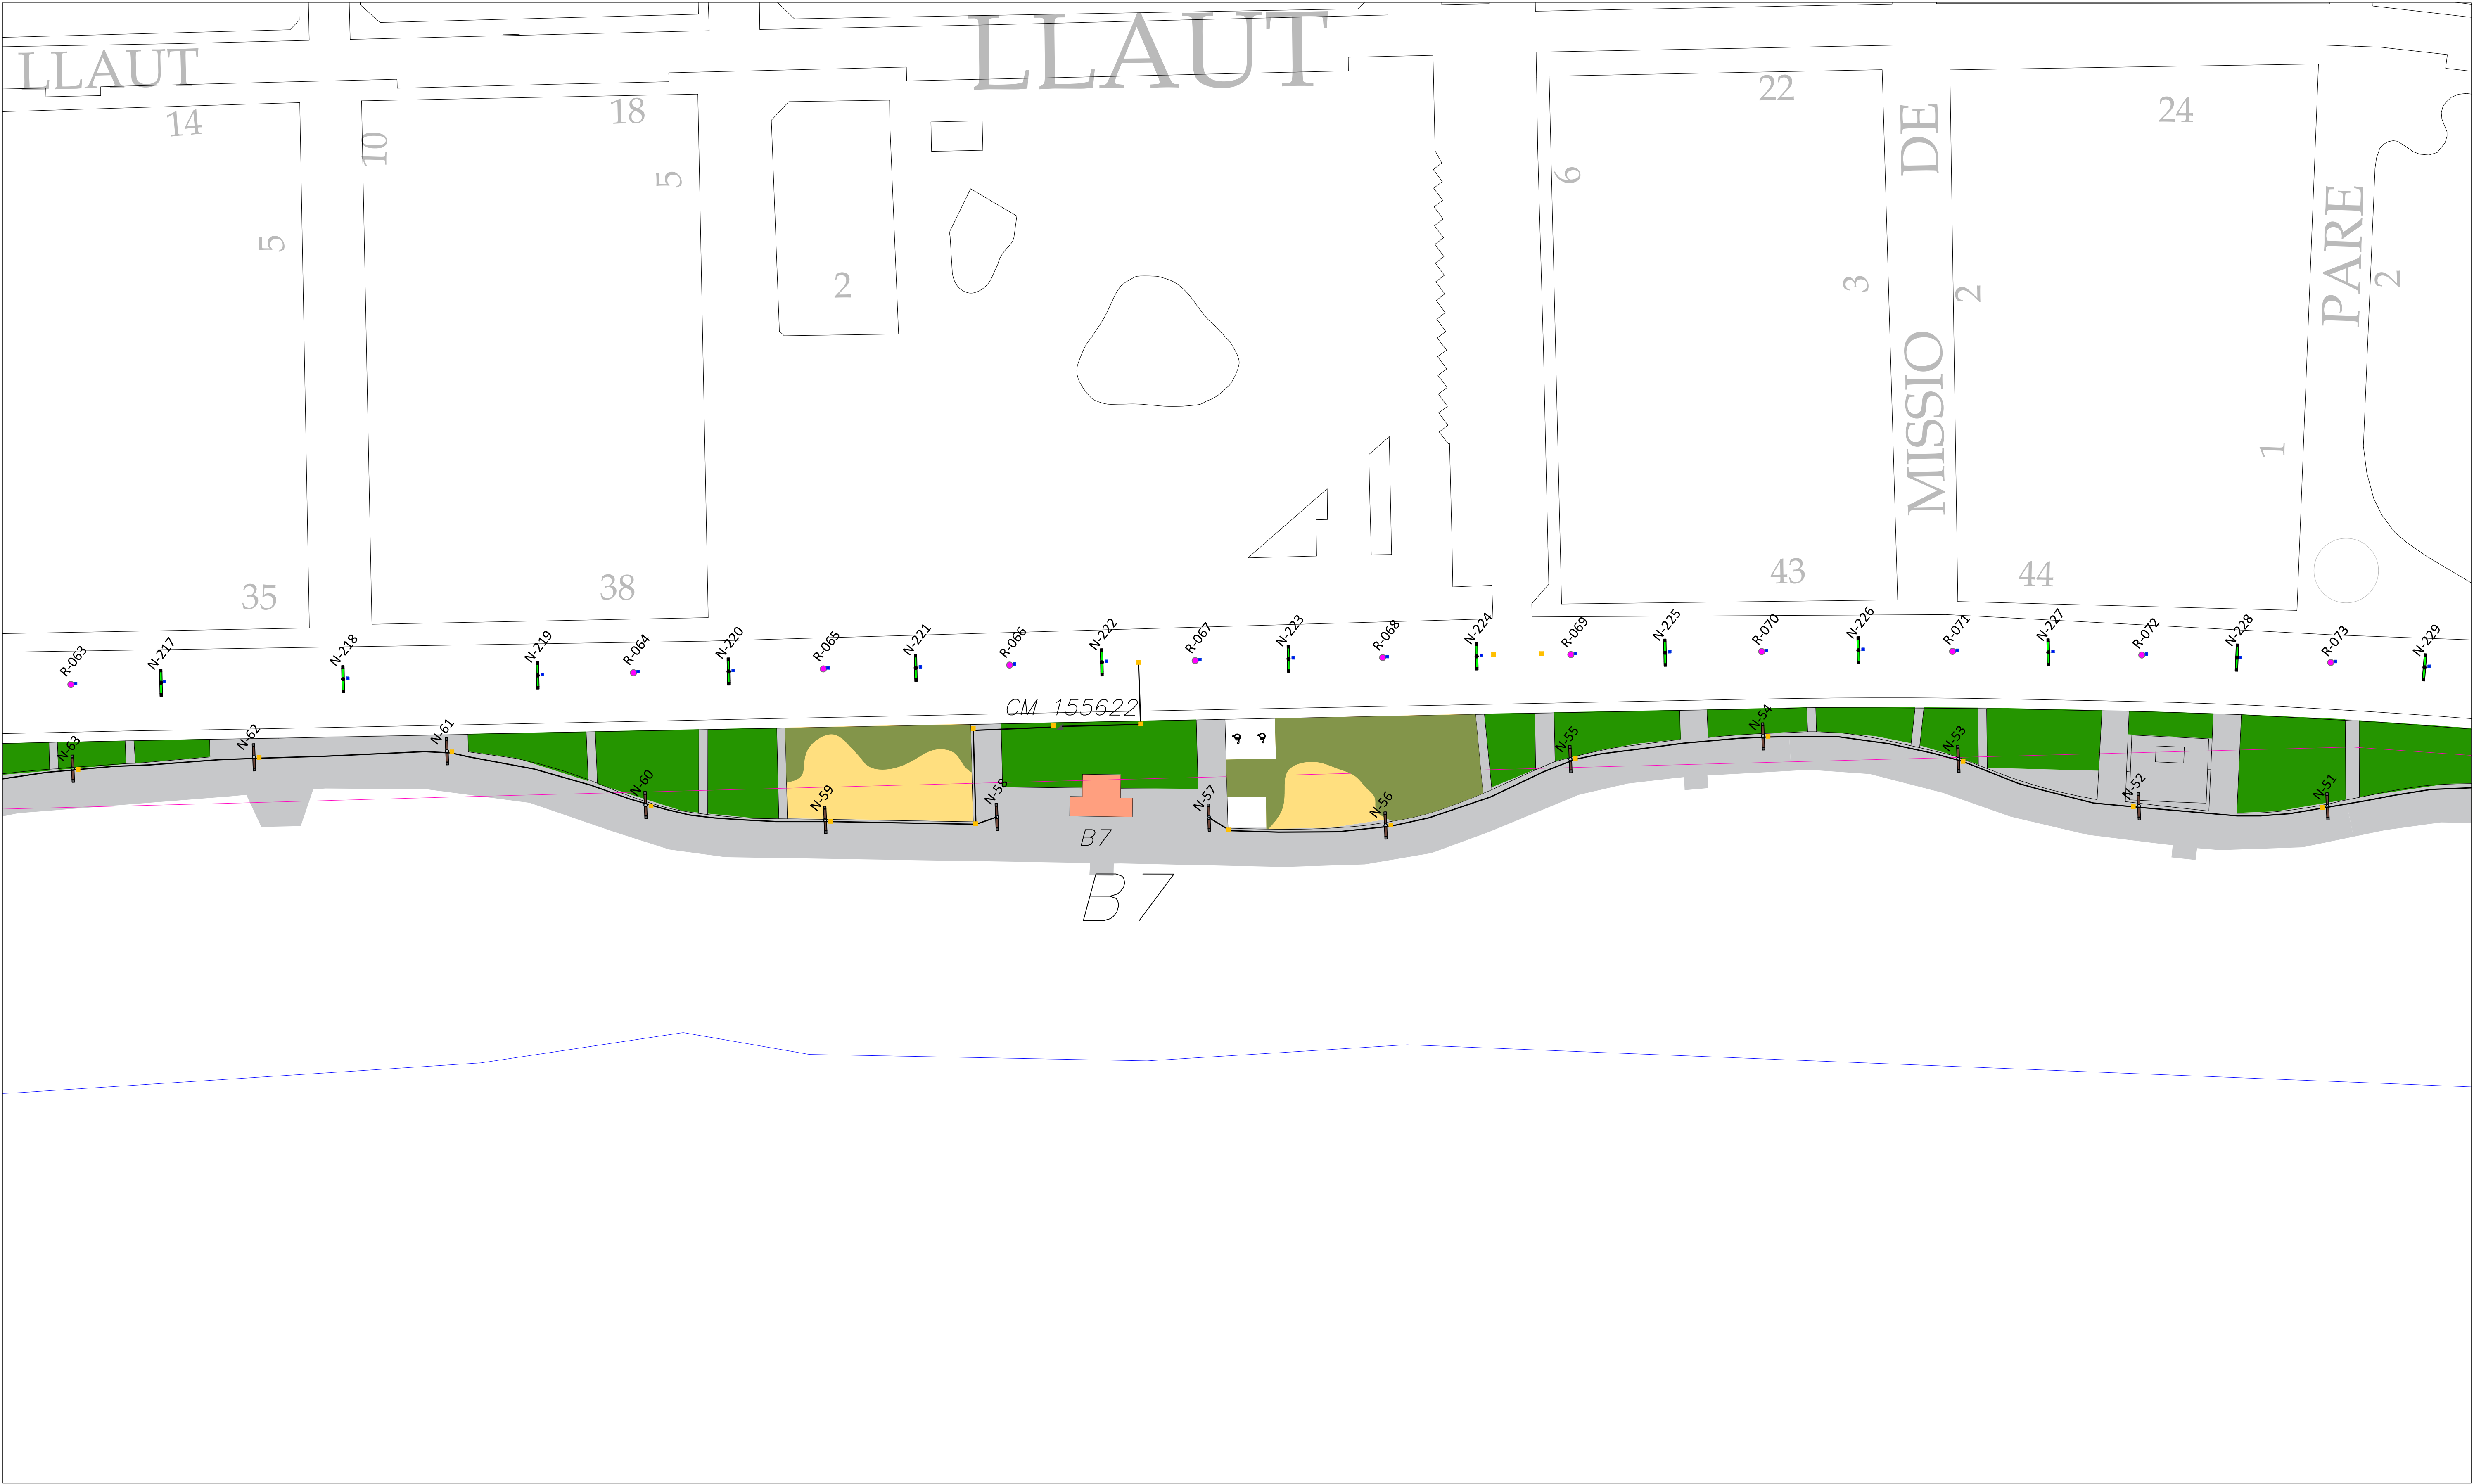 LLAUT
LLAUT
14
10
18
5
5
2
22
6
MISSIO DE
24
3
2
PARE
2
1
35
38
43
44
R-063
N-217
N-218
N-219
R-064
N-220
R-065
N-221
R-066
N-222
R-067
N-223
R-068
N-224
R-069
N-225
R-070
N-226
R-071
N-227
R-072
N-228
R-073
N-229
CM 155622
N-63
N-62
N-61
N-60
N-59
N-58
N-57
N-56
N-55
N-54
N-53
N-52
N-51
B7
B7